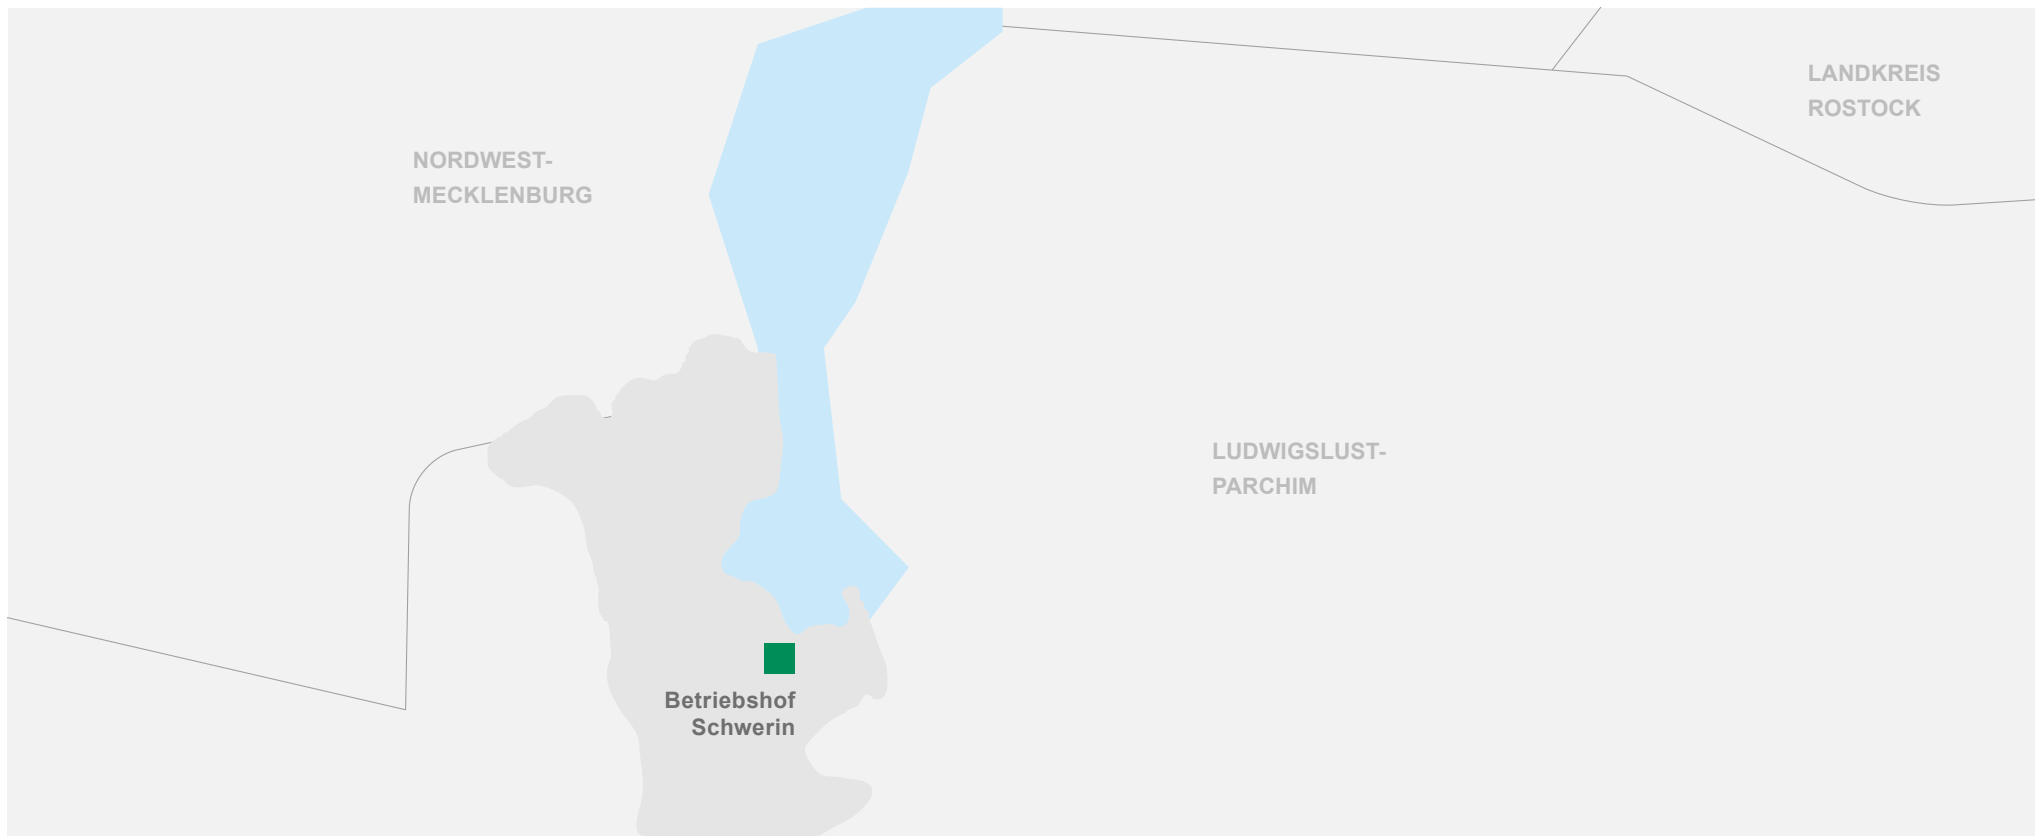 LANDKREIS
ROSTOCK
NORDWEST-
MECKLENBURG
LUDWIGSLUST-
PARCHIM
Betriebshof
Schwerin